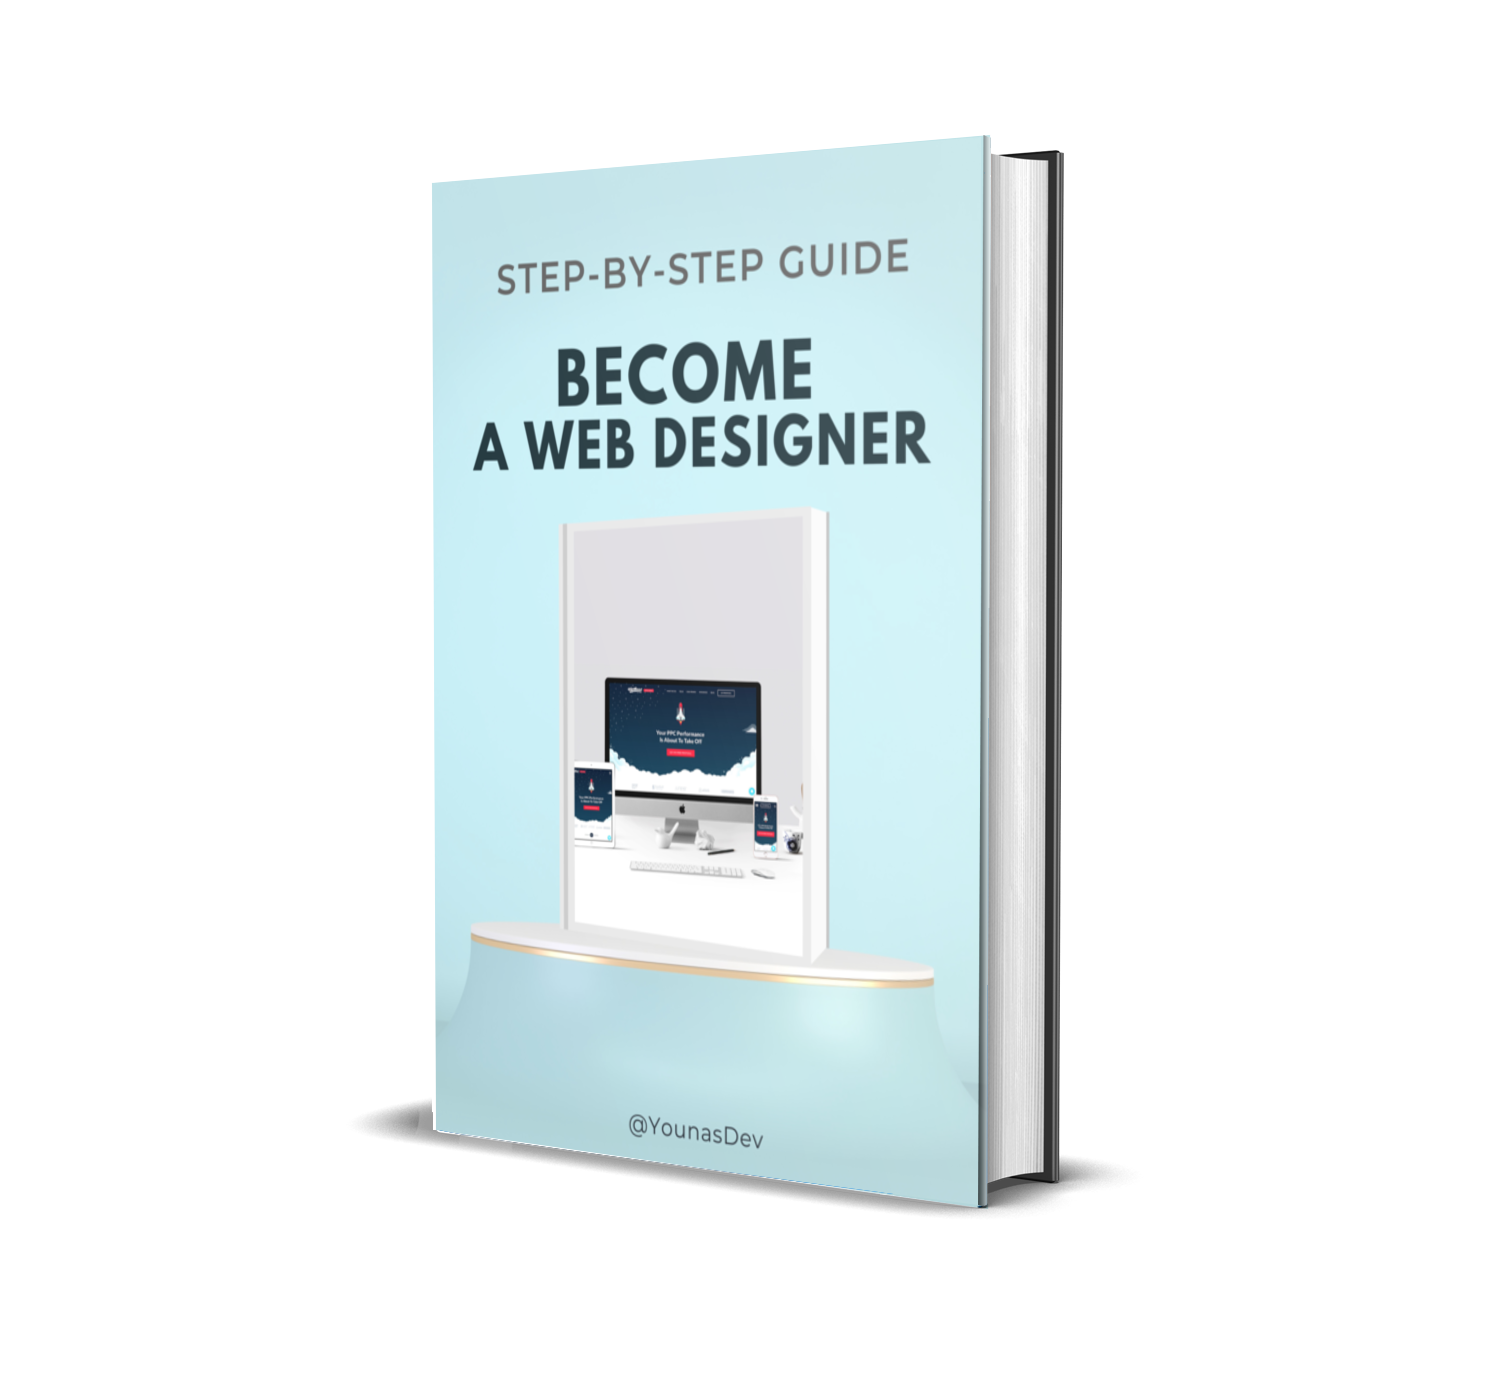 STEP-BY-STEP GUIDE
BECOME
A WEB DESIGNER
Your PPC Performance
Is About To Take Off
@YounasDev